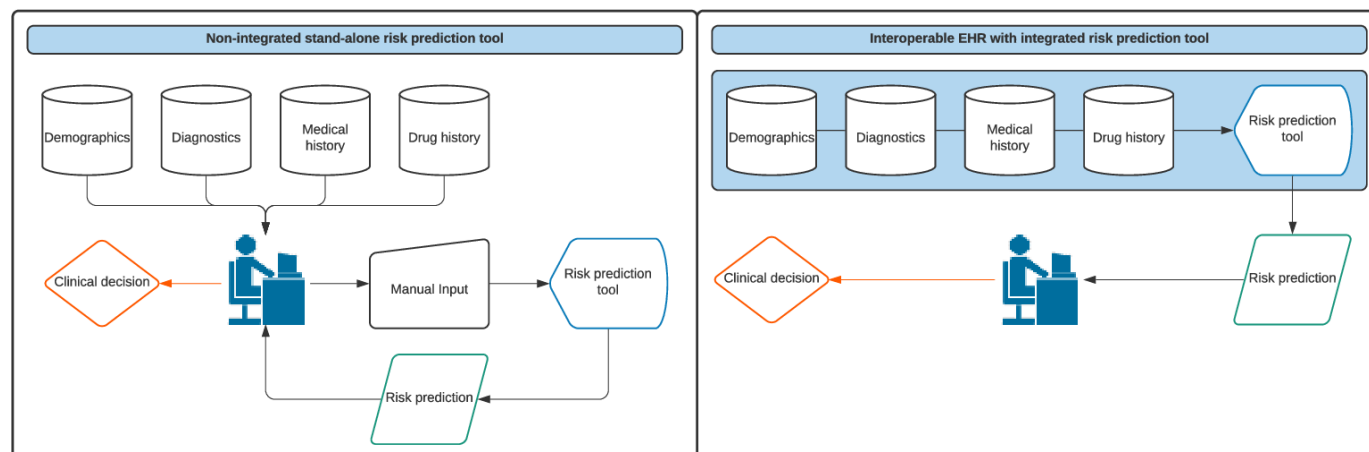 Non-integrated stand-alone risk prediction tool
Demographics
Diagnostics
Medical
history
Drug history
Clinical decision
Manual Input
Risk prediction
tool
Risk prediction
Interoperable EHR with integrated risk prediction tool
Demographics
Diagnostics
Medical
history
Drug history
Risk prediction
tool
Clinical decision
Risk prediction